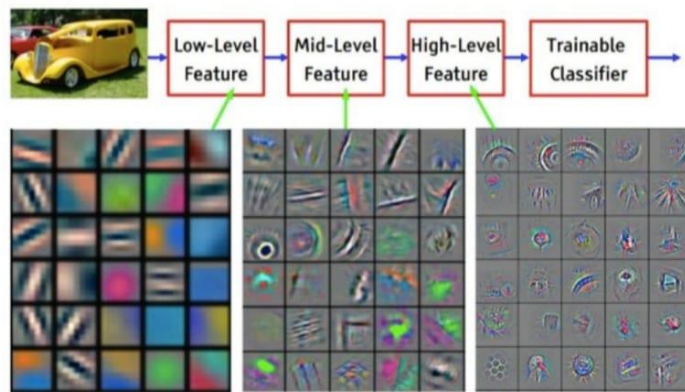 Low-Level
Feature
Mid-Level
Feature
High-Level
Feature
Trainable
Classifier